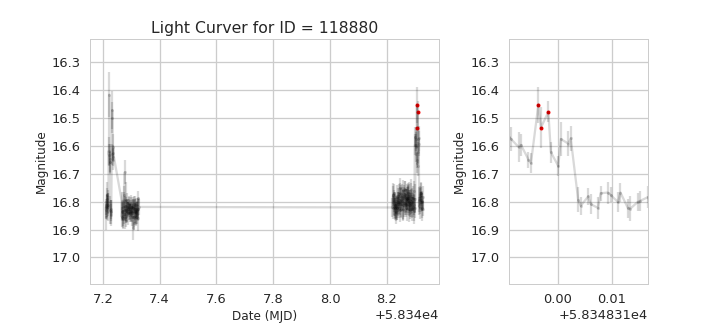 Light Curver for ID = 118880
Magnitude
16.3
16.4
16.5
16.6
16.7
16.8
16.9
17.0
7.2 7.4 7.6 7.8 8.0 8.2
Date (MJD)
+5.834e4
Magnitude
16.3
16.4
16.5
16.6
16.7
16.8
16.9
17.0
0.00 0.01
+5.834831e4